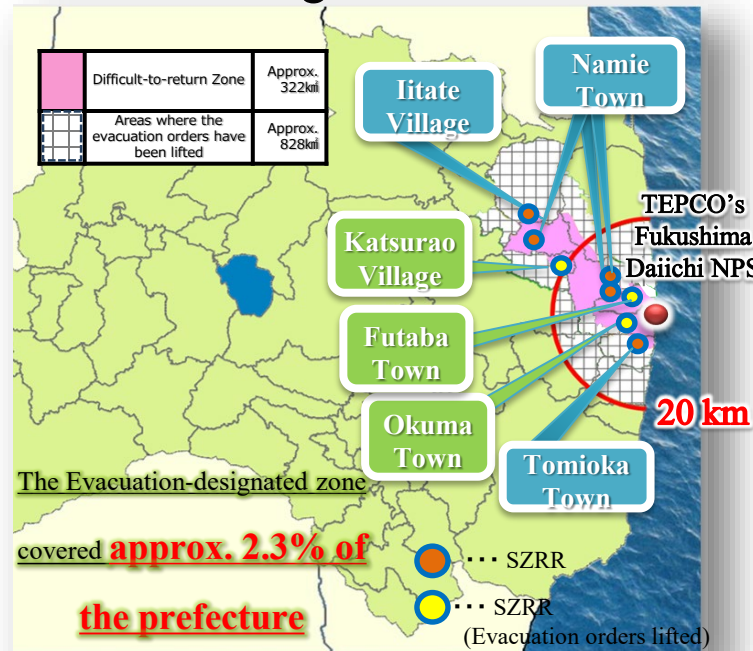 Difficult-to-return Zone
Approx.
322㎢
Areas where the
evacuation orders have
been lifted
Approx.
828㎢
Iitate
Village
Namie
Town
TEPCO's
Fukushima
Daiichi NPS
Katsurao
Village
Futaba
Town
Okuma
Town
20 km
Tomioka
Town
The Evacuation-designated zone
covered approx. 2.3% of
the prefecture
··· SZRR
··· SZRR
(Evacuation orders lifted)